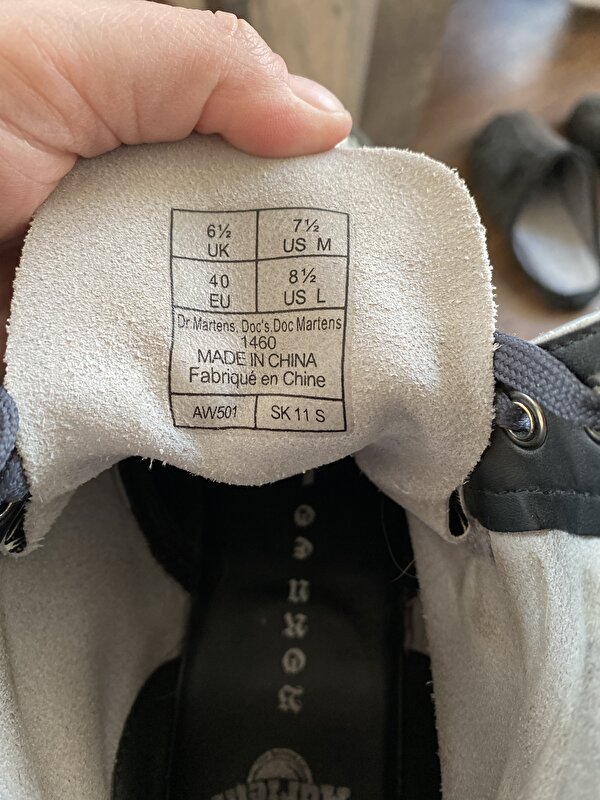 6½ 7½
UK US M
40 8½
EU US L
Dr.Martens, Doc's.Doc Martens
1460
MADE IN CHINA
Fabriqué en Chine
AW501 SK 11 S